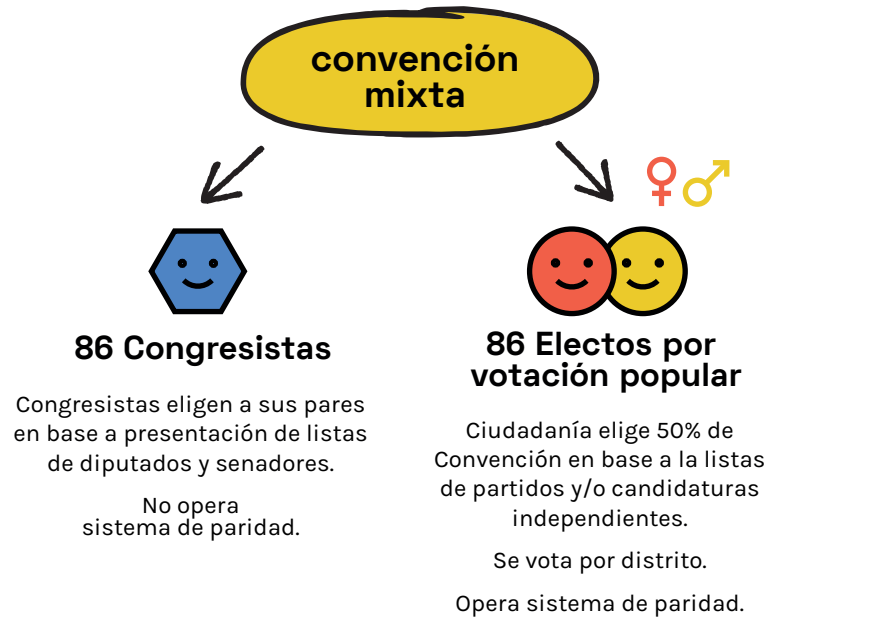 convención
mixta
86 Congresistas
Congresistas eligen a sus pares
en base a presentación de listas
de diputados y senadores.
No opera
sistema de paridad.
86 Electos por
votación popular
Ciudadanía elige 50% de
Convención en base a la listas
de partidos y/o candidaturas
independientes.
Se vota por distrito.
Opera sistema de paridad.